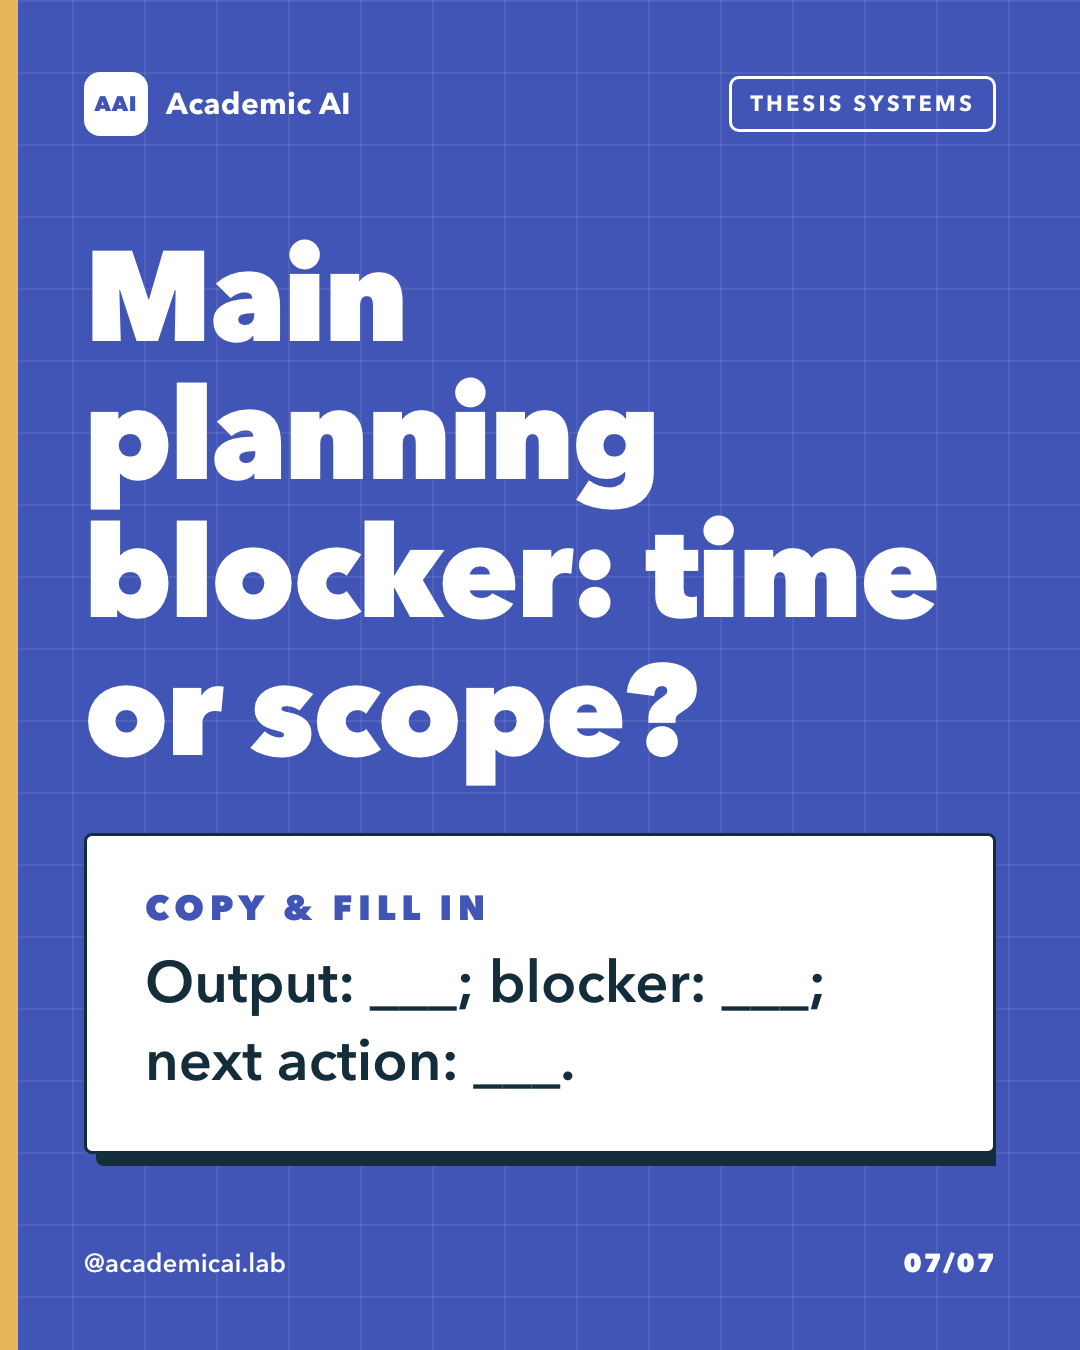 AAI Academic AI
THESIS SYSTEMS
Main
planning
blocker: time
or scope?
COPY & FILL IN
Output: ___; blocker: ___;
next action: ___.
@academicai.lab
07/07